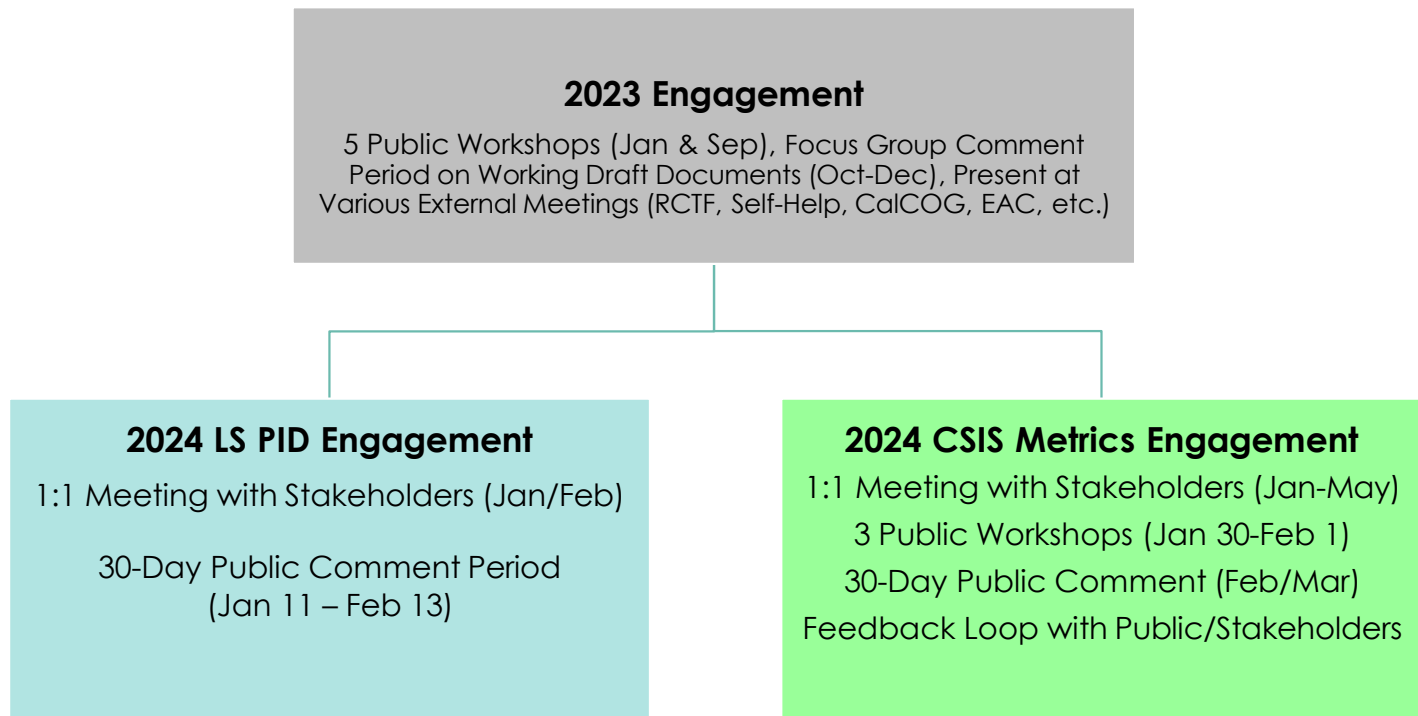 2023 Engagement
5 Public Workshops (Jan & Sep), Focus Group Comment
Period on Working Draft Documents (Oct-Dec), Present at
Various External Meetings (RCTF, Self-Help, CalCOG, EAC, etc.)
2024 LS PID Engagement
1:1 Meeting with Stakeholders (Jan/Feb)
30-Day Public Comment Period
(Jan 11 – Feb 13)
2024 CSIS Metrics Engagement
1:1 Meeting with Stakeholders (Jan-May)
3 Public Workshops (Jan 30-Feb 1)
30-Day Public Comment (Feb/Mar)
Feedback Loop with Public/Stakeholders